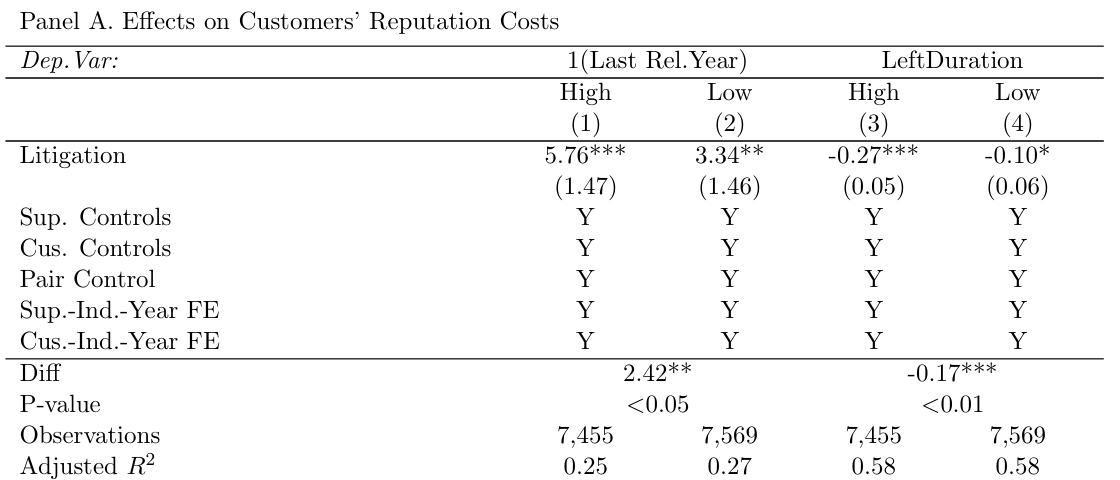 Panel A. Effects on Customers' Reputation Costs
Dep.Var: 1(Last Rel.Year) LeftDuration
High Low High Low
(1) (2) (3) (4)
Litigation 5.76*** 3.34** -0.27*** -0.10*
(1.47) (1.46) (0.05) (0.06)
Sup. Controls Y Y Y Y
Cus. Controls Y Y Y Y
Pair Control Y Y Y Y
Sup.-Ind.-Year FE Y Y Y Y
Cus.-Ind.-Year FE Y Y Y Y
Diff 2.42** -0.17***
P-value <0.05 <0.01
Observations 7,455 7,569 7,455 7,569
Adjusted R² 0.25 0.27 0.58 0.58